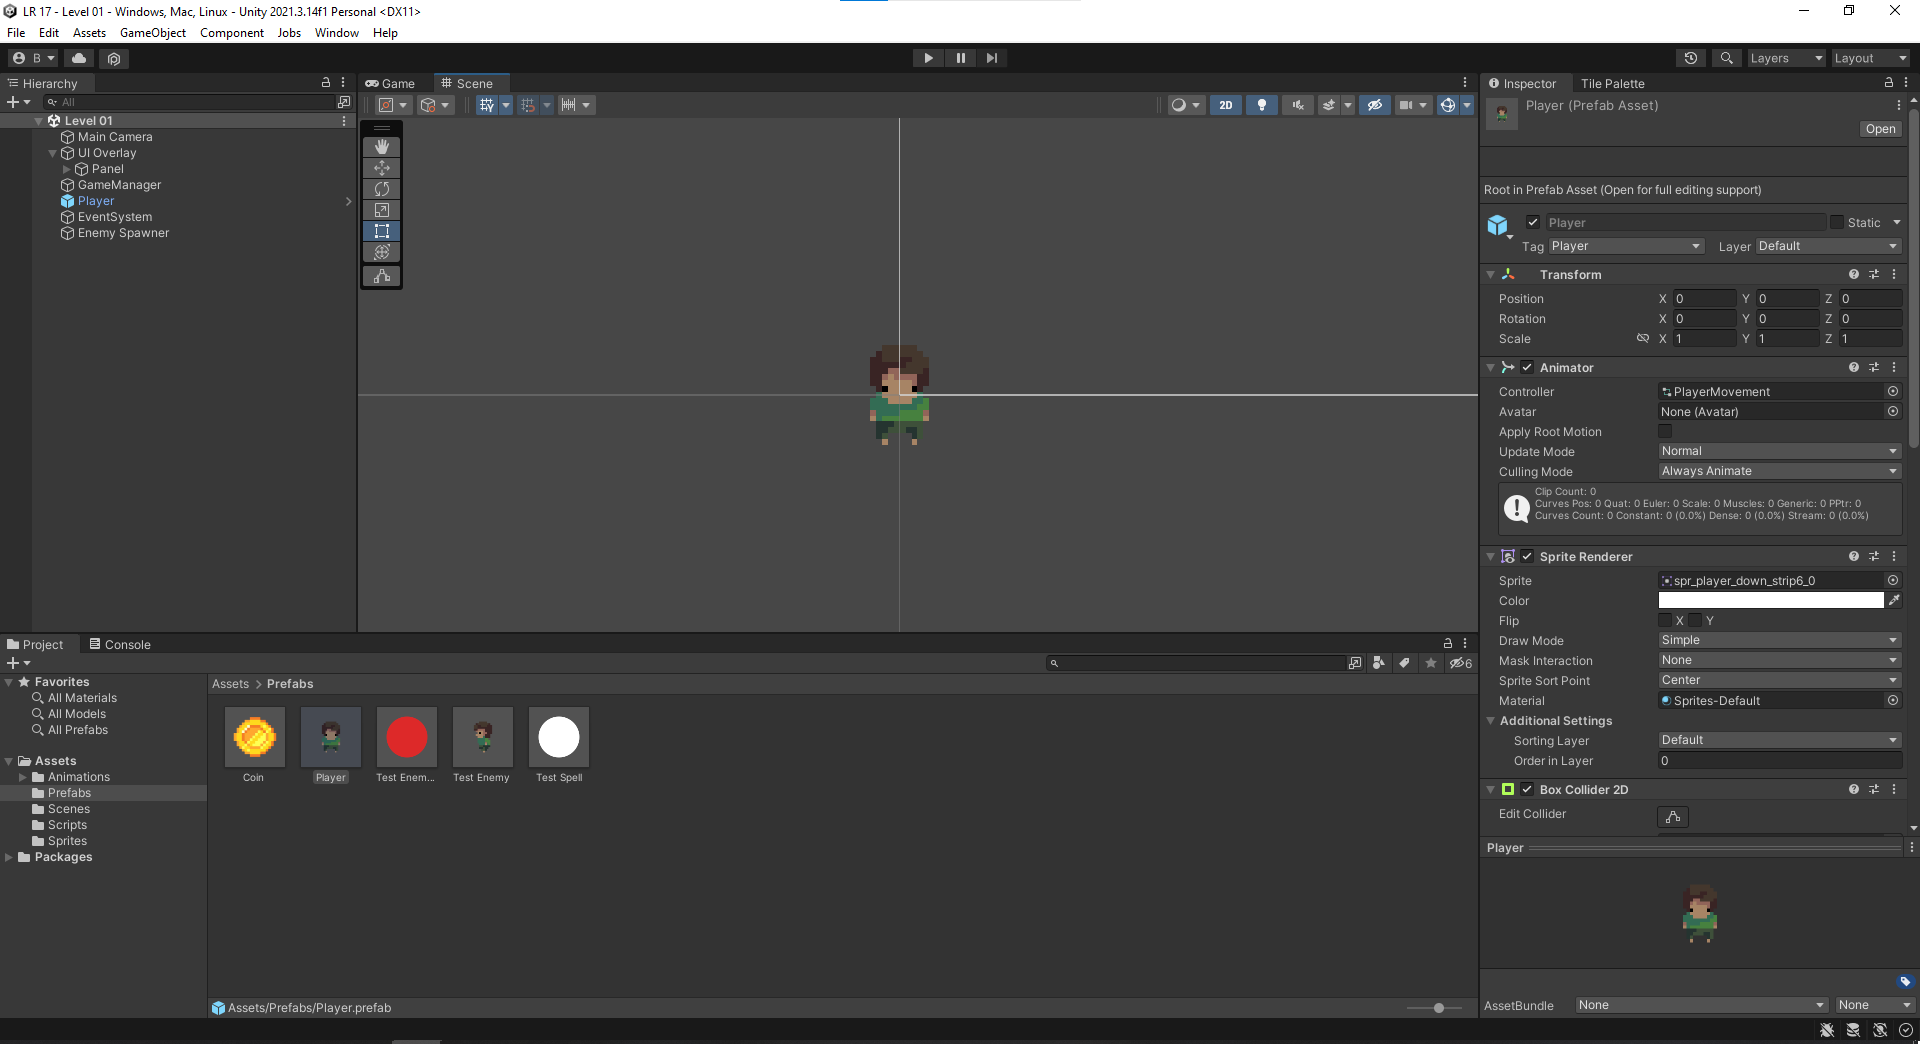 LR 17 - Level 01 - Windows, Mac, Linux - Unity 2021.3.14f1 Personal <DX11>
File Edit Assets GameObject Component Jobs Window Help
B
Layers Layout
Hierarchy
All
Level 01
Main Camera
UI Overlay
Panel
GameManager
Player
EventSystem
Enemy Spawner
Game Scene
2D
Inspector Tile Palette
Player (Prefab Asset)
Open
Root in Prefab Asset (Open for full editing support)
Player Static
Tag Player Layer Default
Transform
Position X 0 Y 0 Z 0
Rotation X 0 Y 0 Z 0
Scale X 1 Y 1 Z 1
Animator
Controller PlayerMovement
Avatar None (Avatar)
Apply Root Motion
Update Mode Normal
Culling Mode Always Animate
Clip Count: 0
Curves Pos: 0 Quat: 0 Euler: 0 Scale: 0 Muscles: 0 Generic: 0 PPtr: 0
Curves Count: 0 Constant: 0 (0.0%) Dense: 0 (0.0%) Stream: 0 (0.0%)
Sprite Renderer
Sprite spr_player_down_strip6_0
Color
Flip X Y
Draw Mode Simple
Mask Interaction None
Sprite Sort Point Center
Material Sprites-Default
Additional Settings
Sorting Layer Default
Order in Layer 0
Box Collider 2D
Edit Collider
Player
AssetBundle None None
Project Console
6
Favorites
All Materials
All Models
All Prefabs
Assets
Animations
Prefabs
Scenes
Scripts
Sprites
Packages
Assets > Prefabs
Coin Player Test Enem... Test Enemy Test Spell
Assets/Prefabs/Player.prefab